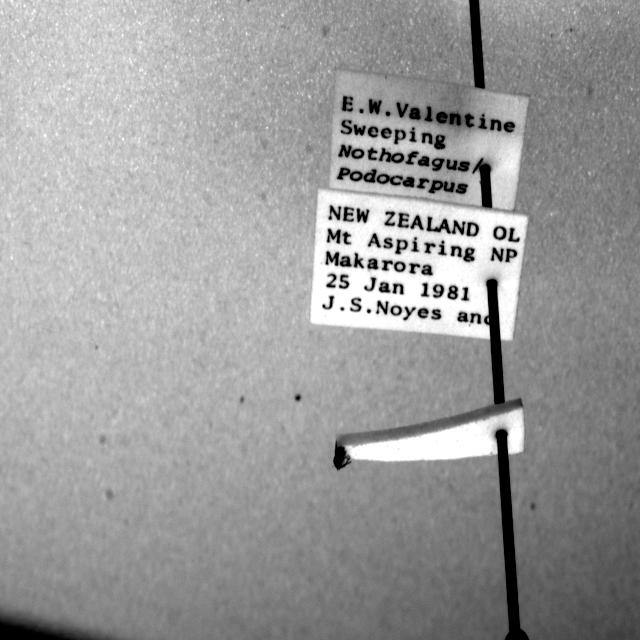 E.W.Valentine
Sweeping
Nothofagus/
Podocarpus
NEW ZEALAND OL
Mt Aspiring NP
Makarora
25 Jan 1981
J.S.Noyes and